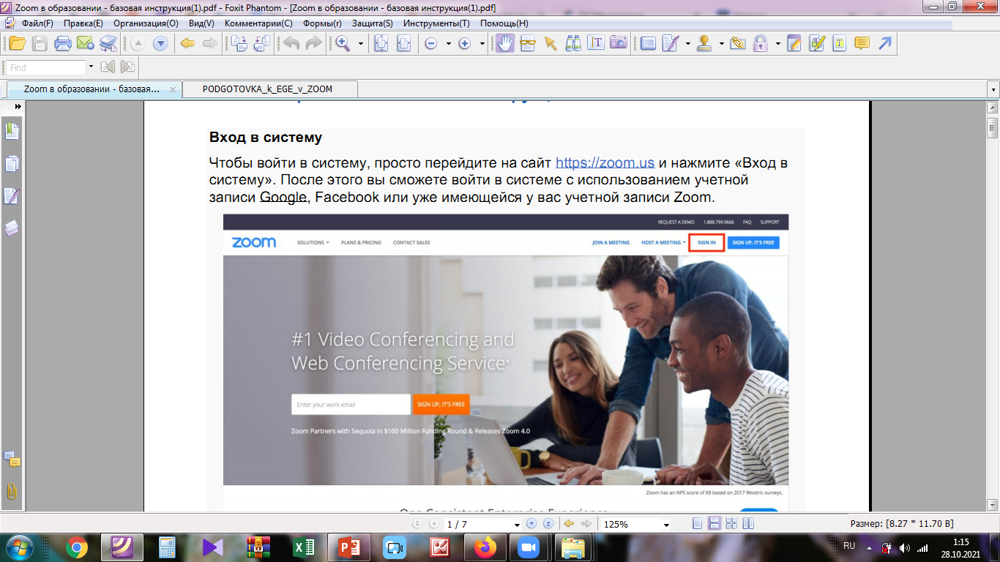 Zoom в образовании - базовая инструкция(1).pdf - Foxit Phantom - [Zoom в образовании - базовая инструкция(1).pdf]
Файл(F) Правка(E) Организация(O) Вид(V) Комментарии(C) Формы(r) Защита(S) Инструменты(T) Помощь(H)
Find
Zoom в образовании - базовая... PODGOTOVKA_k_EGE_v_ZOOM
Вход в систему
Чтобы войти в систему, просто перейдите на сайт https://zoom.us и нажмите «Вход в
систему». После этого вы сможете войти в системе с использованием учетной
записи Google, Facebook или уже имеющейся у вас учетной записи Zoom.
REQUEST A DEMO 1.888.799.9666 FAQ SUPPORT
zoom SOLUTIONS PLANS & PRICING CONTACT SALES JOIN A MEETING HOST A MEETING SIGN IN SIGN UP, IT'S FREE
#1 Video Conferencing and
Web Conferencing Service*
Enter your work email SIGN UP, IT'S FREE
Zoom Partners with Sequoia in $100 Million Funding Round & Releases Zoom 4.0
Zoom has an NPS score of 69 based on 2017 Wootric surveys.
One Consistent Enterprise Experience
1 / 7 125% Размер: [8.27 * 11.70 В]
RU 1:15
28.10.2021